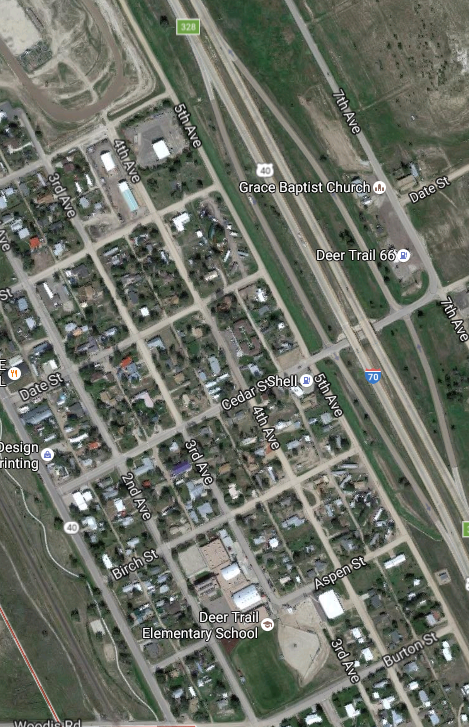 328
5th Ave
7th Ave
4th Ave
40
3rd Ave
Grace Baptist Church
Date St
Ave
Deer Trail 66
St
7th Ave
E
L
Date St
Cedar St
Shell
5th Ave
70
4th Ave
Design
rinting
3rd Ave
2nd Ave
40
Birch St
Aspen St
Deer Trail
Elementary School
3rd Ave
Burton St
Woodis Rd